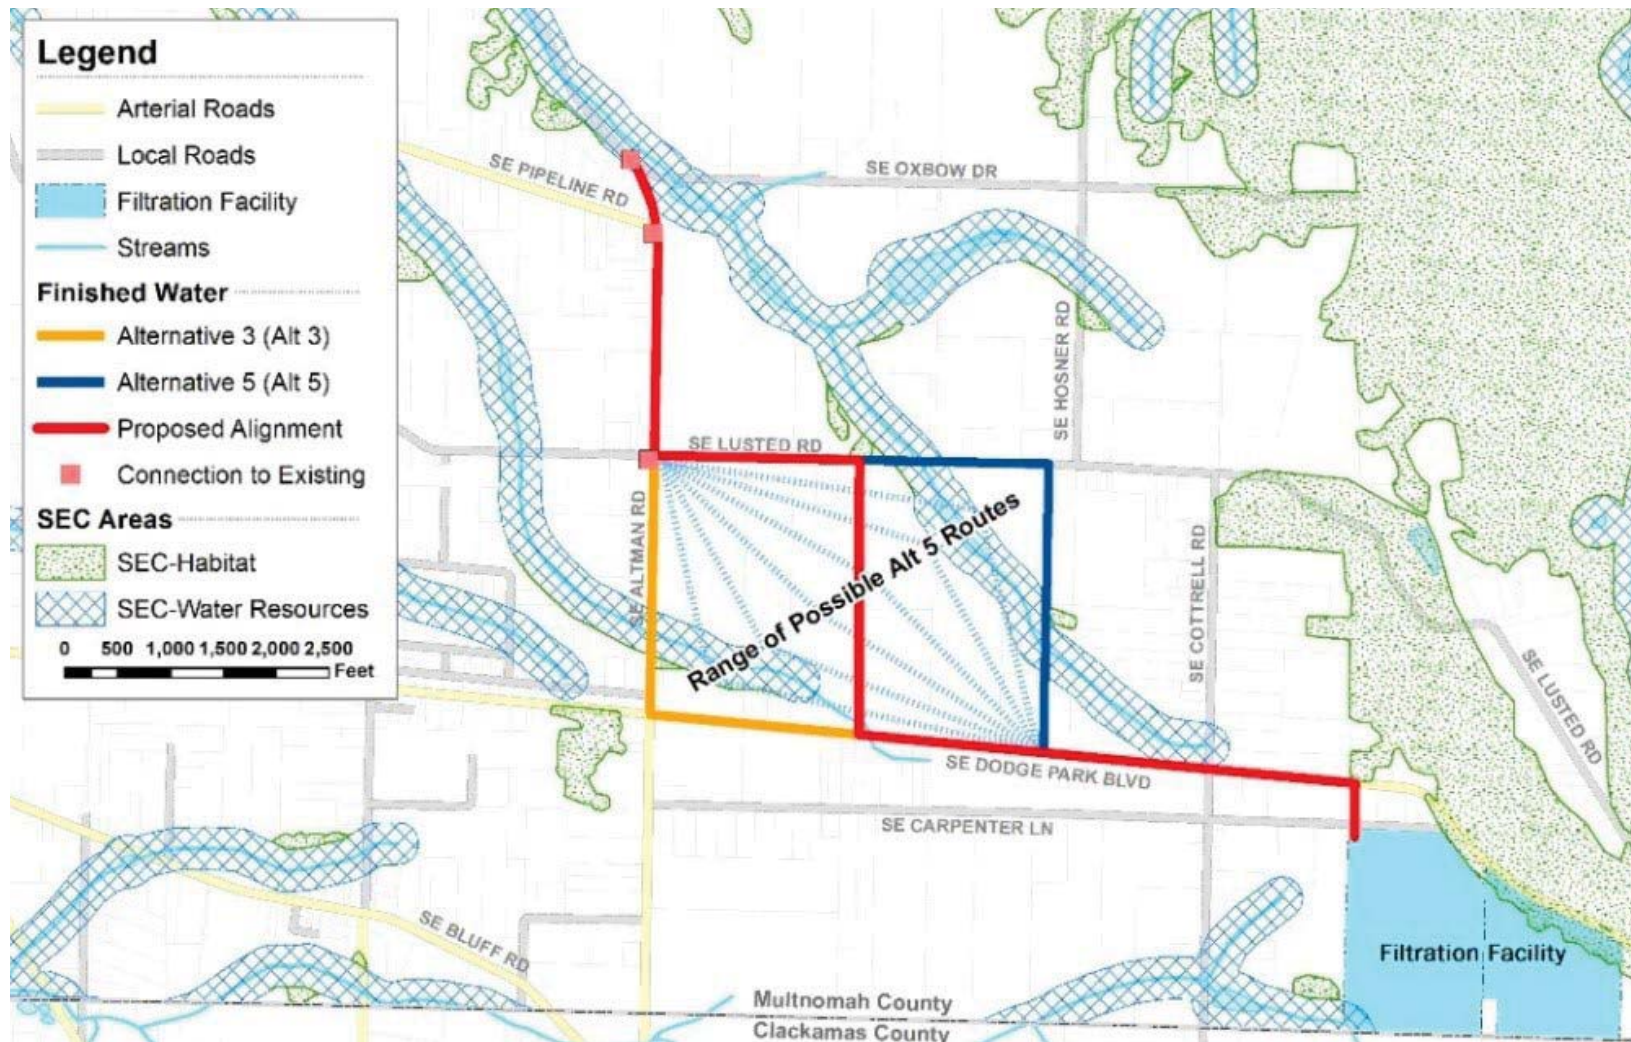 Legend
Arterial Roads
Local Roads
Filtration Facility
Streams
Finished Water
Alternative 3 (Alt 3)
Alternative 5 (Alt 5)
Proposed Alignment
Connection to Existing
SEC Areas
SEC-Habitat
SEC-Water Resources
0 500 1,000 1,500 2,000 2,500
Feet
SE PIPELINE RD
SE OXBOW DR
SE HOSNER RD
SE LUSTED RD
SE ALTMAN RD
Range of Possible Alt 5 Routes
SE COTTRELL RD
SE LUSTED RD
SE DODGE PARK BLVD
SE CARPENTER LN
SE BLUFF RD
Filtration Facility
Multnomah County
Clackamas County